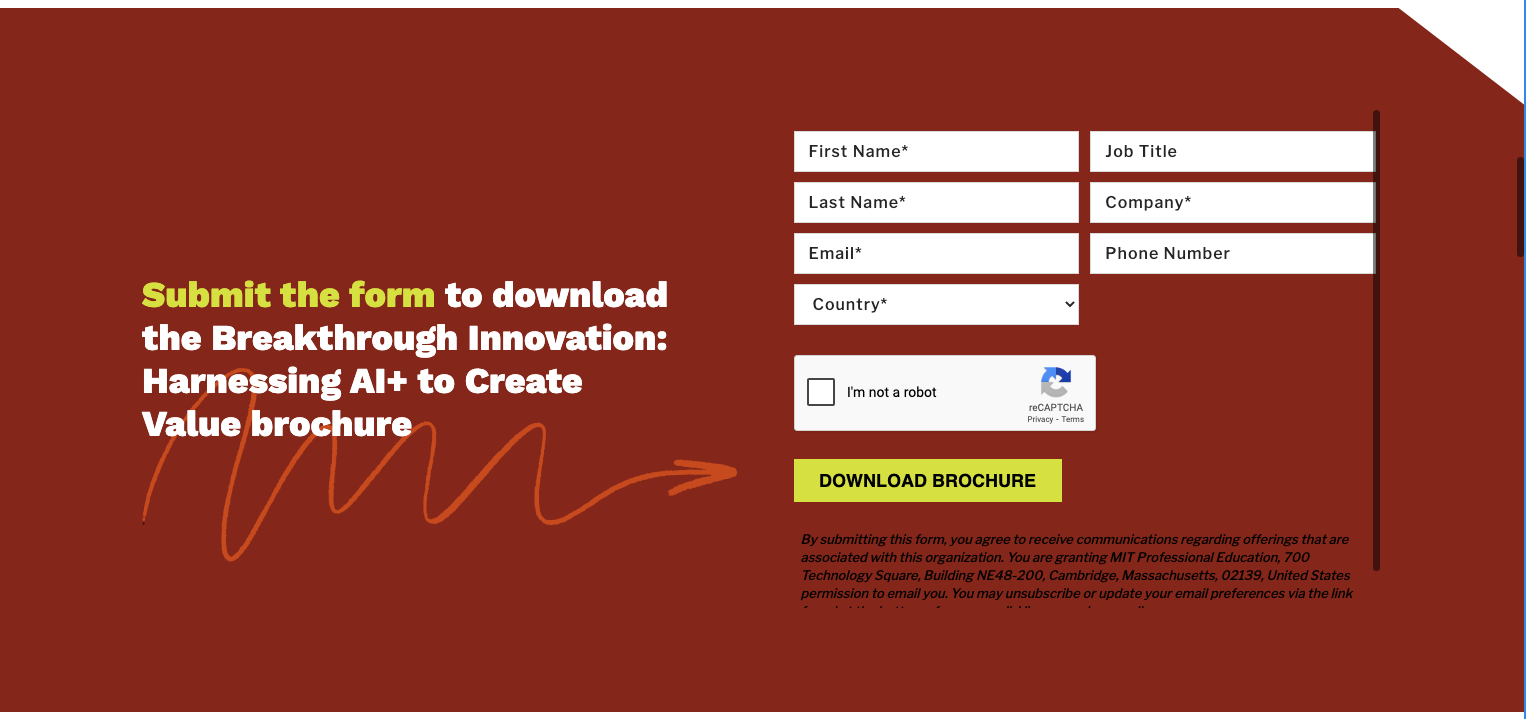 Submit the form to download
the Breakthrough Innovation:
Harnessing AI+ to Create
Value brochure
First Name*
Job Title
Last Name*
Company*
Email*
Phone Number
Country*
I'm not a robot
reCAPTCHA
Privacy - Terms
DOWNLOAD BROCHURE
By submitting this form, you agree to receive communications regarding offerings that are
associated with this organization. You are granting MIT Professional Education, 700
Technology Square, Building NE48-200, Cambridge, Massachusetts, 02139, United States
permission to email you. You may unsubscribe or update your email preferences via the link